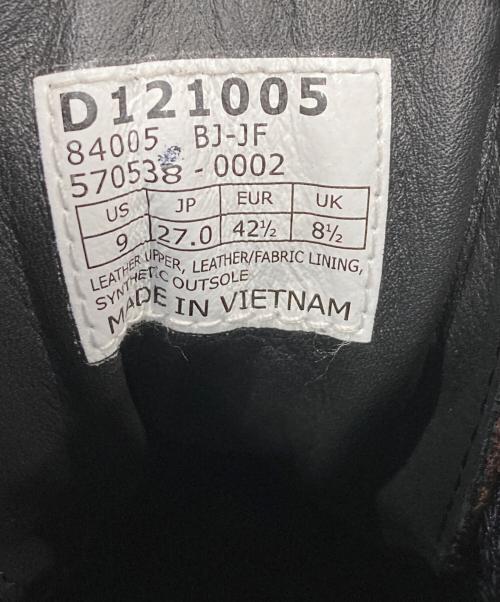 D121005
84005 BJ-JF
570538 - 0002
US JP EUR UK
9 27.0 42½ 8½
LEATHER UPPER, LEATHER/FABRIC LINING,
SYNTHETIC OUTSOLE
MADE IN VIETNAM